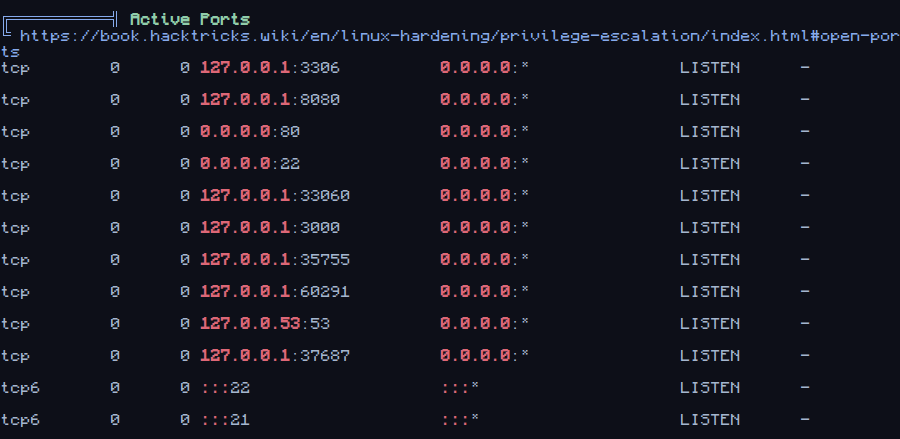 Active Ports
https://book.hacktricks.wiki/en/linux-hardening/privilege-escalation/index.html#open-por
ts
tcp 0 0 127.0.0.1:3306 0.0.0.0:* LISTEN -
tcp 0 0 127.0.0.1:8080 0.0.0.0:* LISTEN -
tcp 0 0 0.0.0.0:80 0.0.0.0:* LISTEN -
tcp 0 0 0.0.0.0:22 0.0.0.0:* LISTEN -
tcp 0 0 127.0.0.1:33060 0.0.0.0:* LISTEN -
tcp 0 0 127.0.0.1:3000 0.0.0.0:* LISTEN -
tcp 0 0 127.0.0.1:35755 0.0.0.0:* LISTEN -
tcp 0 0 127.0.0.1:60291 0.0.0.0:* LISTEN -
tcp 0 0 127.0.0.53:53 0.0.0.0:* LISTEN -
tcp 0 0 127.0.0.1:37687 0.0.0.0:* LISTEN -
tcp6 0 0 :::22 :::* LISTEN -
tcp6 0 0 :::21 :::* LISTEN -